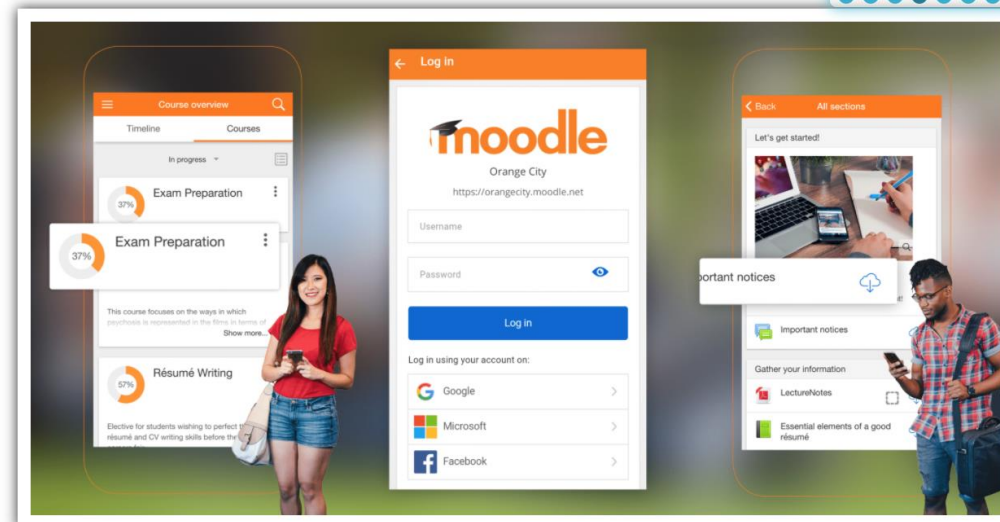 Course overview
Timeline
Courses
In progress
37%
Exam Preparation
37%
Exam Preparation
This course focuses on the ways in which
psychosis is represented in the films in terms of
Show more...
57%
Résumé Writing
Elective for students wishing to perfect
résumé and CV writing skills before the
Log in
moodle
Orange City
https://orangecity.moodle.net
Username
Password
Log in
Log in using your account on:
Google
Microsoft
Facebook
Back
All sections
Let's get started!
portant notices
Important notices
Gather your information
LectureNotes
Essential elements of a good
résumé